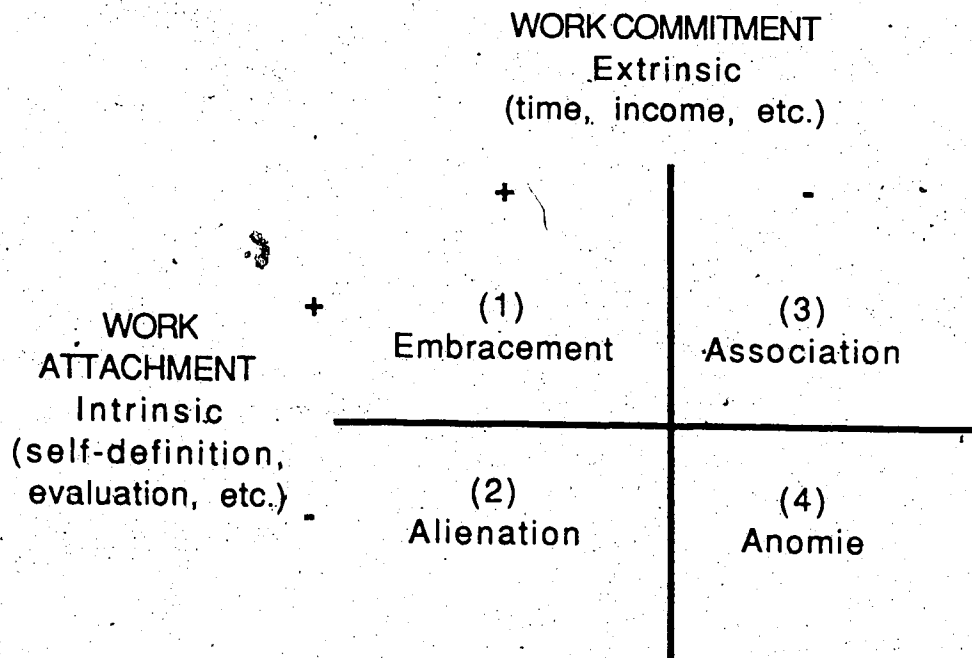 WORK COMMITMENT
Extrinsic
(time, income, etc.)
+ -
+
(1)
Embracement
(3)
Association
WORK
ATTACHMENT
Intrinsic
(self-definition,
evaluation, etc.)
-
(2)
Alienation
(4)
Anomie